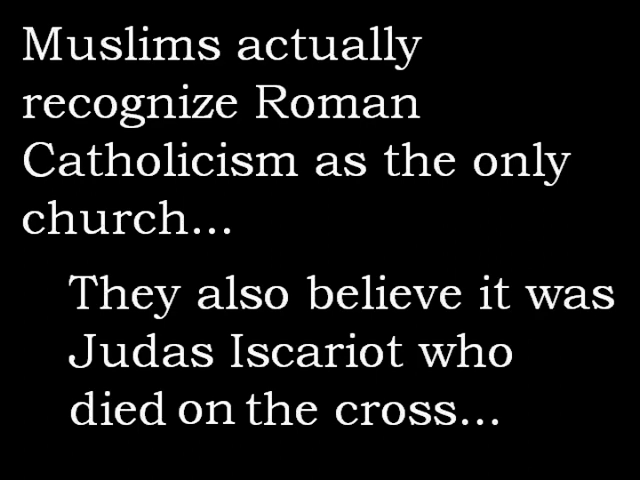 Muslims actually
recognize Roman
Catholicism as the only
church...
They also believe it was
Judas Iscariot who
died on the cross...